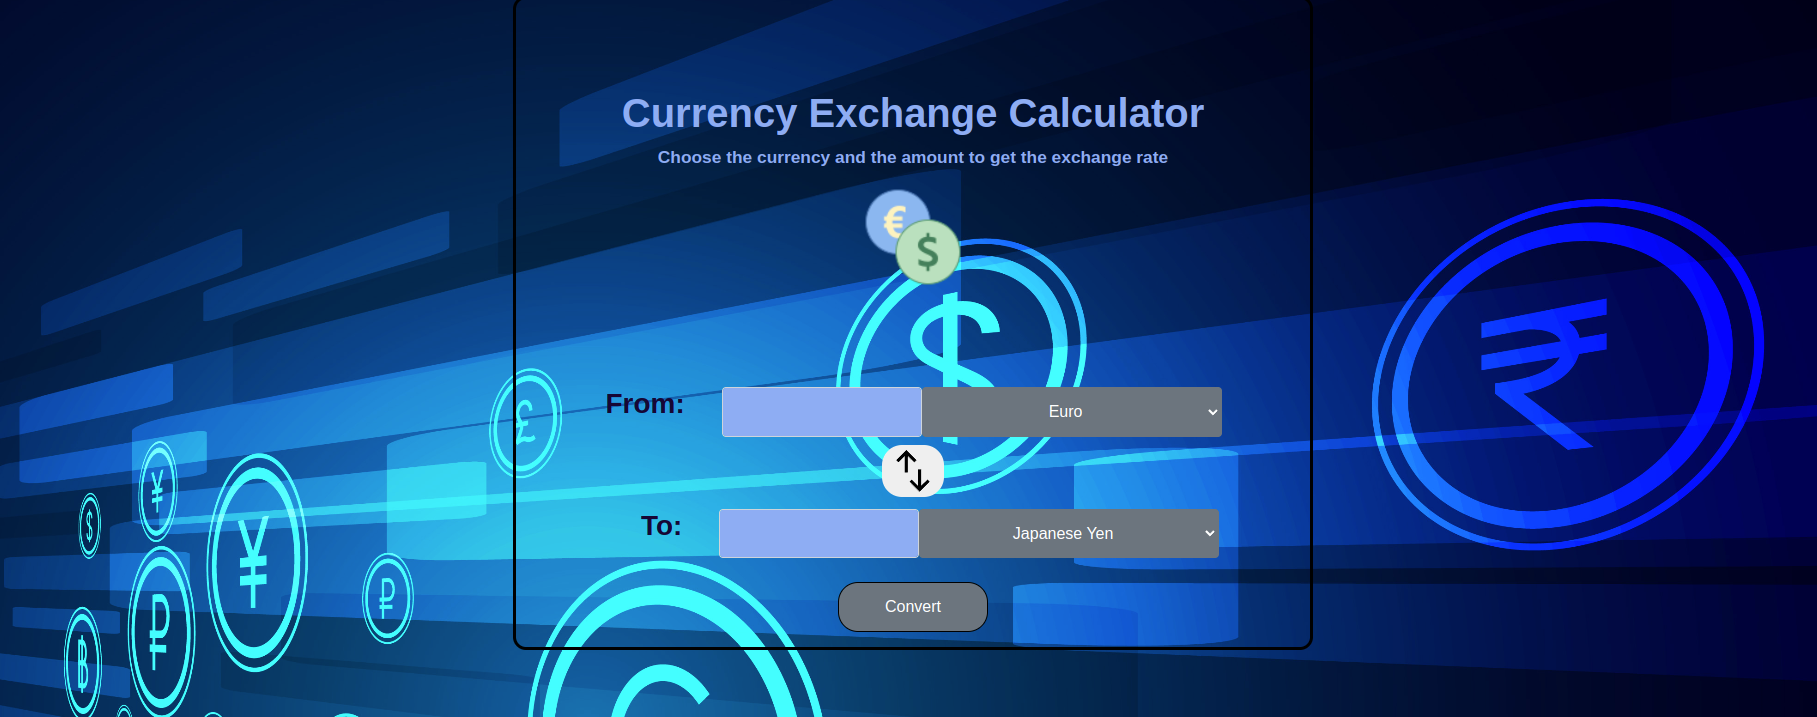 Currency Exchange Calculator
Choose the currency and the amount to get the exchange rate
€
$
$
₹
£
From:
Euro
To:
Japanese Yen
Convert
¥
$
¥
₽
₽
฿